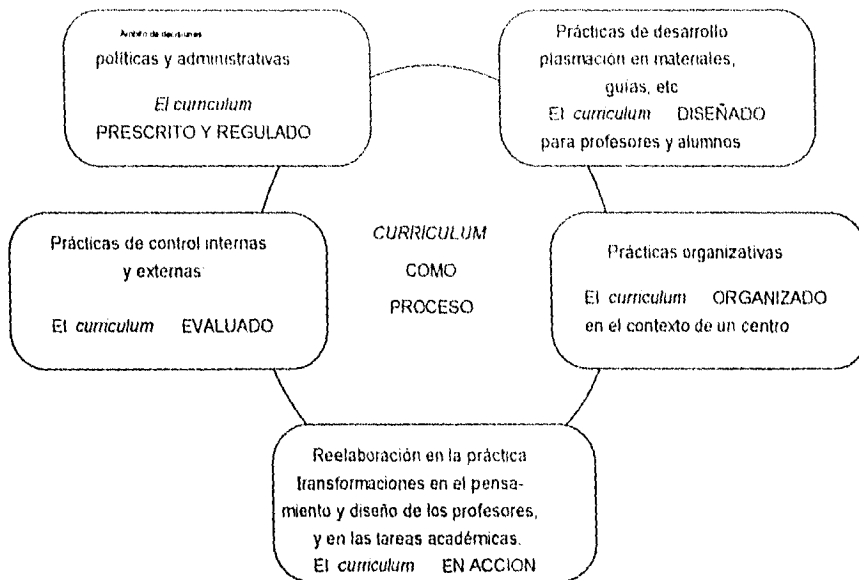 Ámbito de decisiones
políticas y administrativas
El curriculum
PRESCRITO Y REGULADO
Prácticas de desarrollo
plasmación en materiales,
guías, etc
El curriculum DISEÑADO
para profesores y alumnos
Prácticas de control internas
y externas
El curriculum EVALUADO
CURRICULUM
COMO
PROCESO
Prácticas organizativas
El curriculum ORGANIZADO
en el contexto de un centro
Reelaboración en la práctica
transformaciones en el pensa-
miento y diseño de los profesores,
y en las tareas académicas.
El curriculum EN ACCION